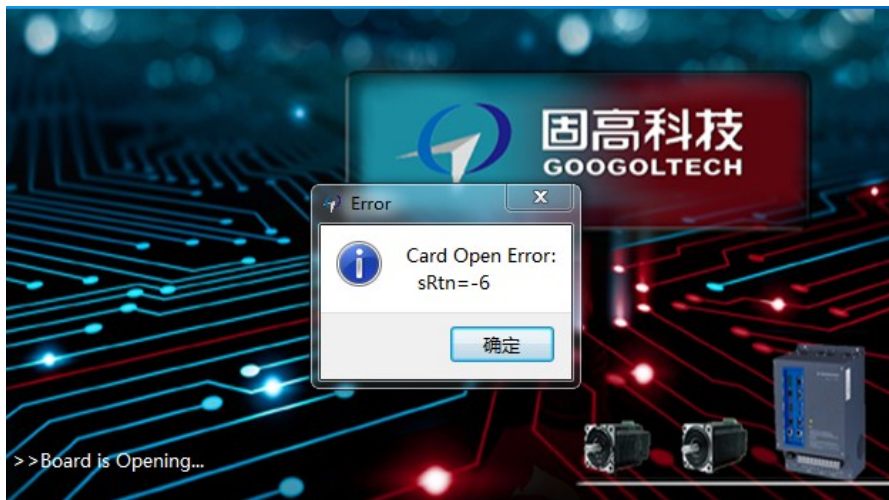 固高科技
GOOGOLTECH
Error
Card Open Error:
sRtn=-6
确定
>>Board is Opening...